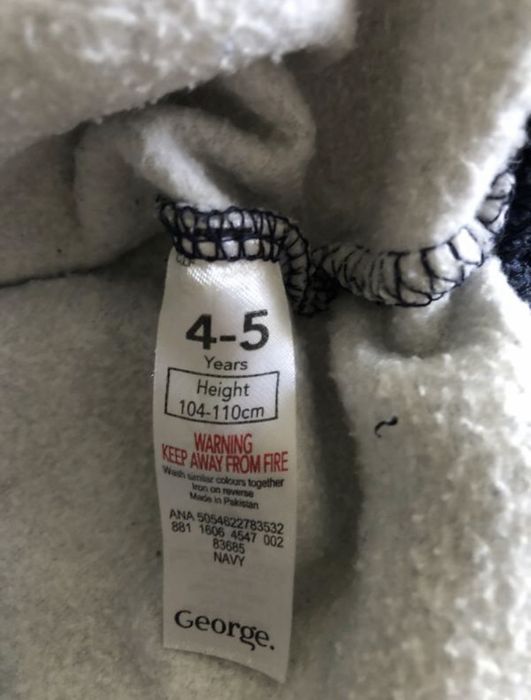 4-5
Years
Height
104-110cm
WARNING
KEEP AWAY FROM FIRE
Wash similar colours together
Iron on reverse
Made in Pakistan
ANA 5054622783532
881 1606 4547 002
83685
NAVY
George.